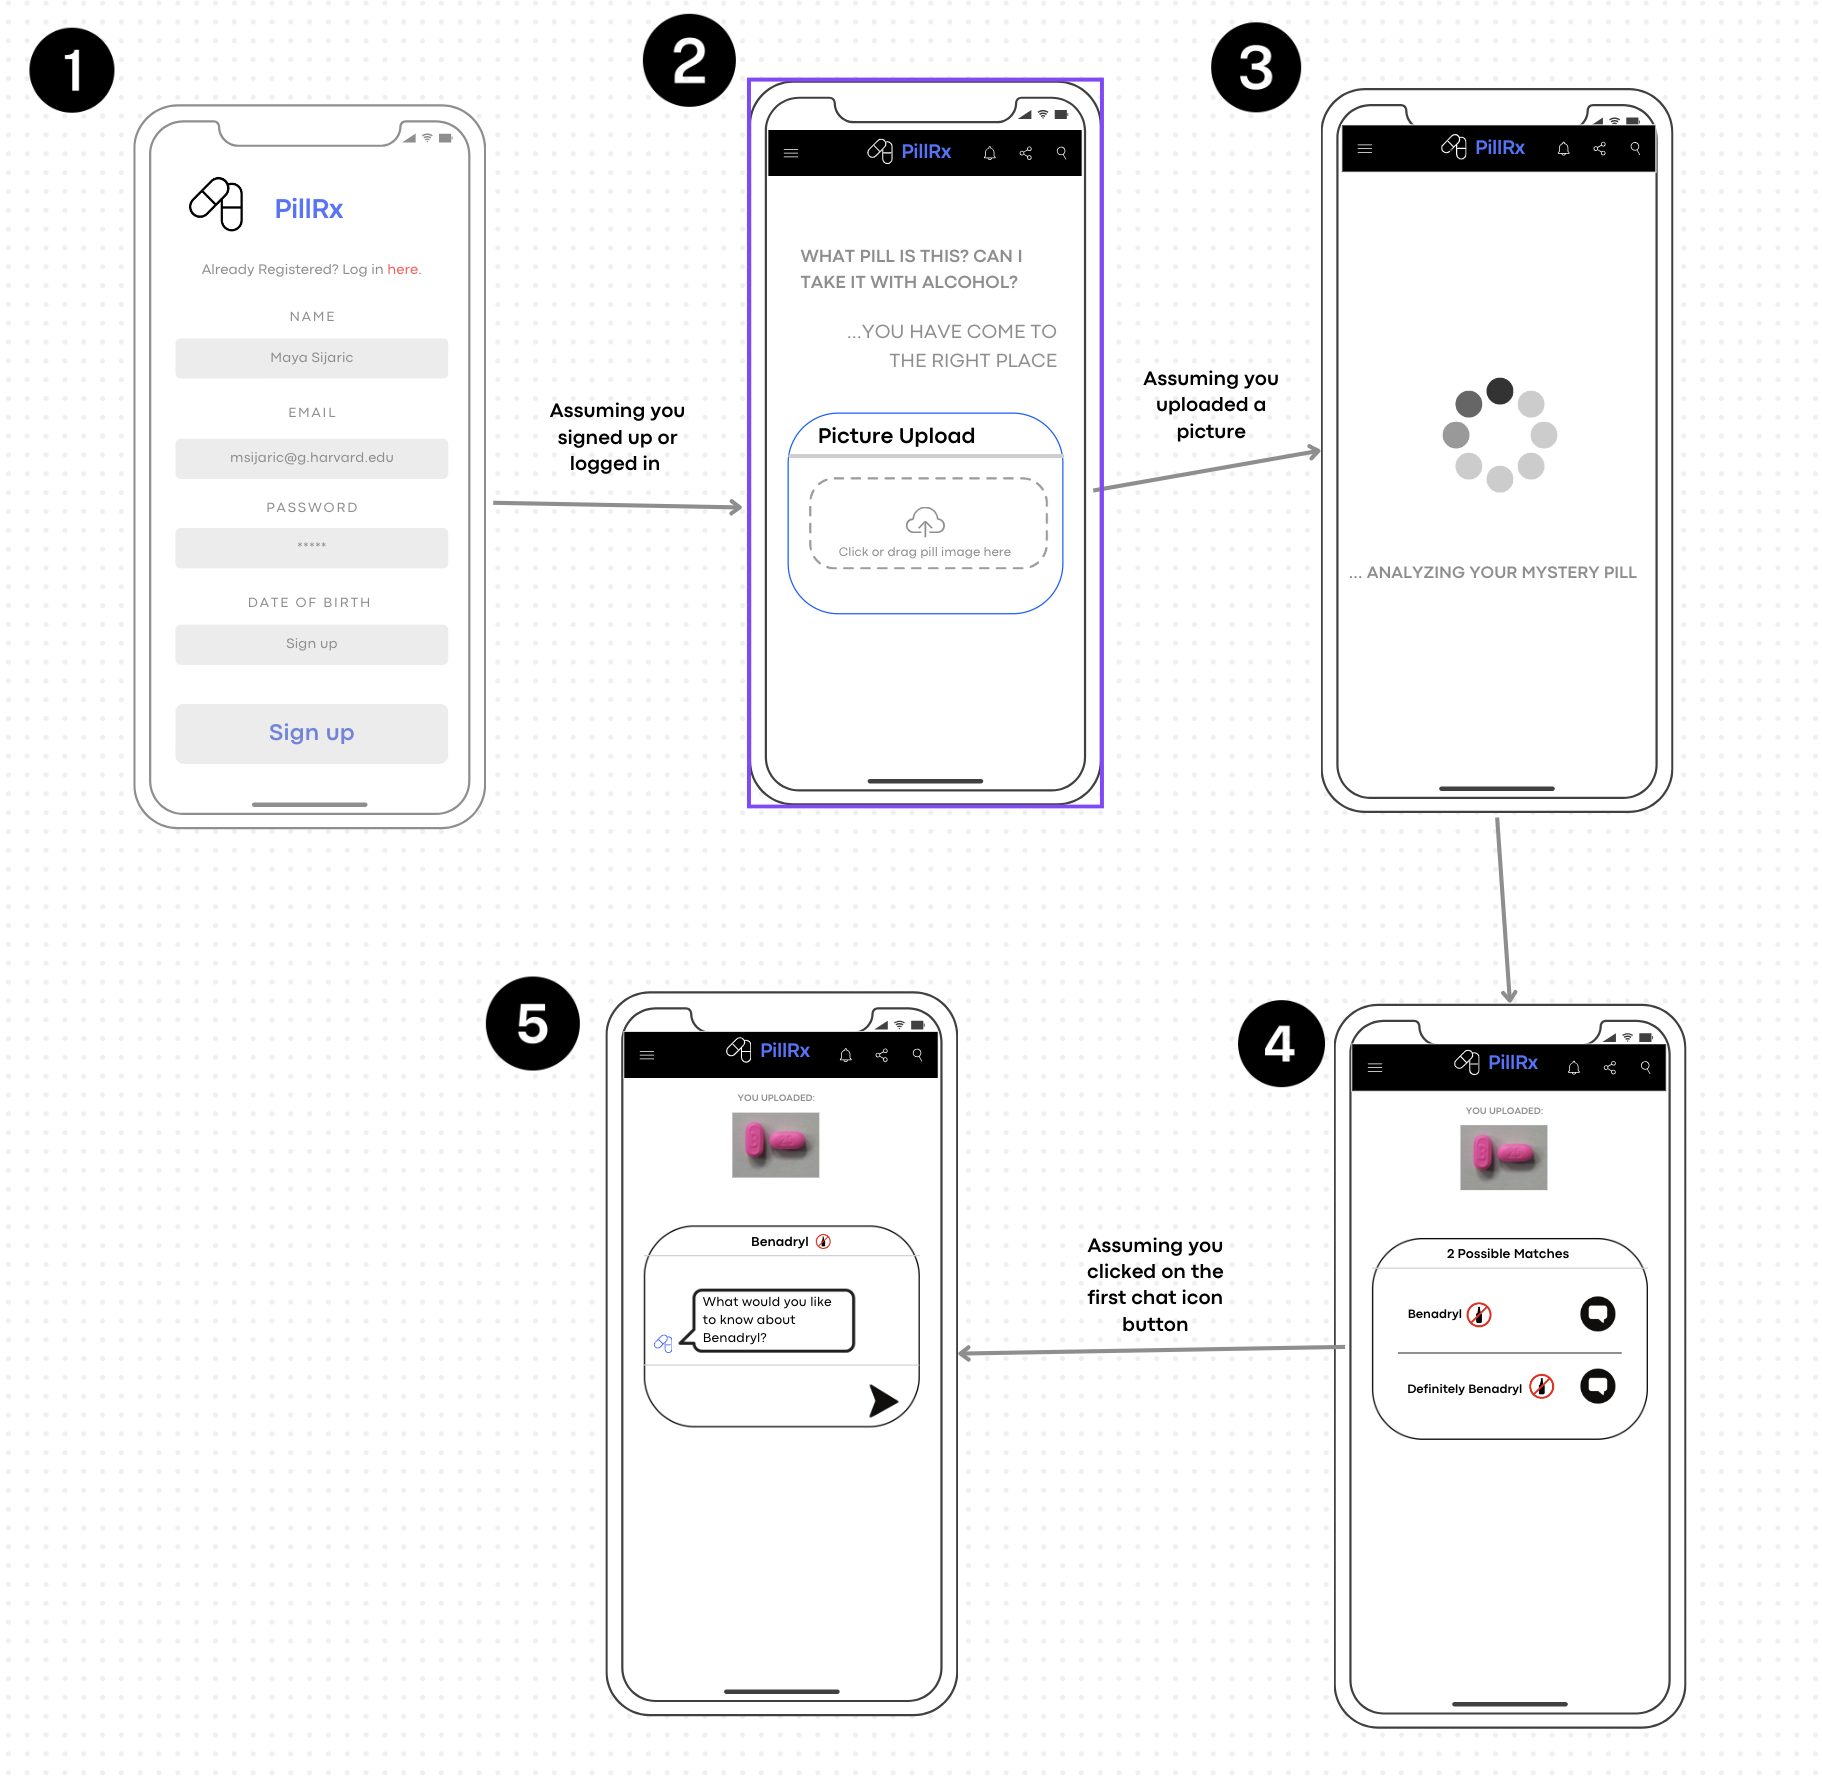 1
PillRx
Already Registered? Log in here.
NAME
Maya Sijaric
EMAIL
msijaric@g.harvard.edu
PASSWORD
*****
DATE OF BIRTH
Sign up
Sign up
Assuming you
signed up or
logged in
2
PillRx
WHAT PILL IS THIS? CAN I
TAKE IT WITH ALCOHOL?
...YOU HAVE COME TO
THE RIGHT PLACE
Picture Upload
Click or drag pill image here
Assuming you
uploaded a
picture
3
PillRx
... ANALYZING YOUR MYSTERY PILL
4
PillRx
YOU UPLOADED:
2 Possible Matches
Benadryl
Definitely Benadryl
Assuming you
clicked on the
first chat icon
button
5
PillRx
YOU UPLOADED:
Benadryl
What would you like
to know about
Benadryl?